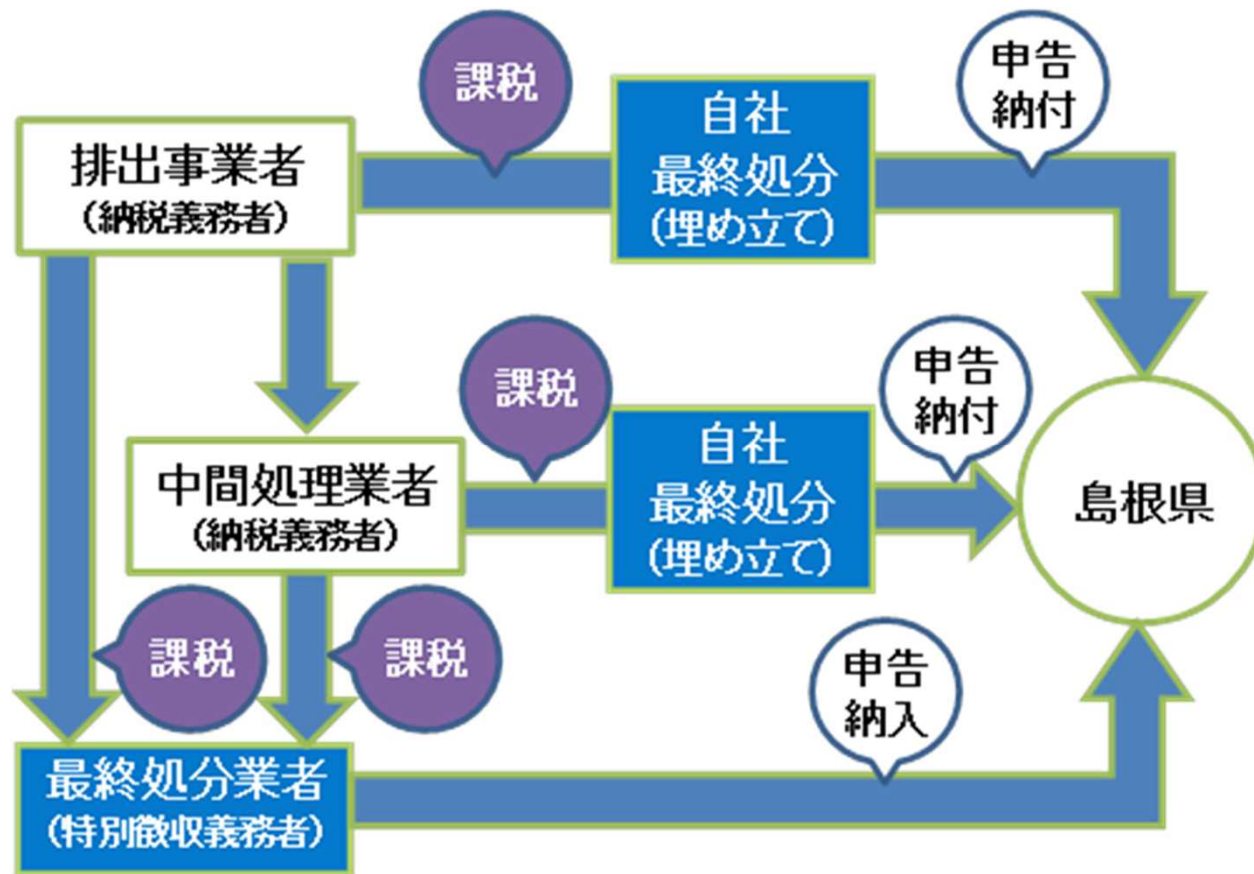 課税
申告
納付
排出事業者
(納税義務者)
自社
最終処分
(埋め立て)
課税
申告
納付
中間処理業者
(納税義務者)
自社
最終処分
(埋め立て)
島根県
課税
課税
申告
納入
最終処分業者
(特別徴収義務者)